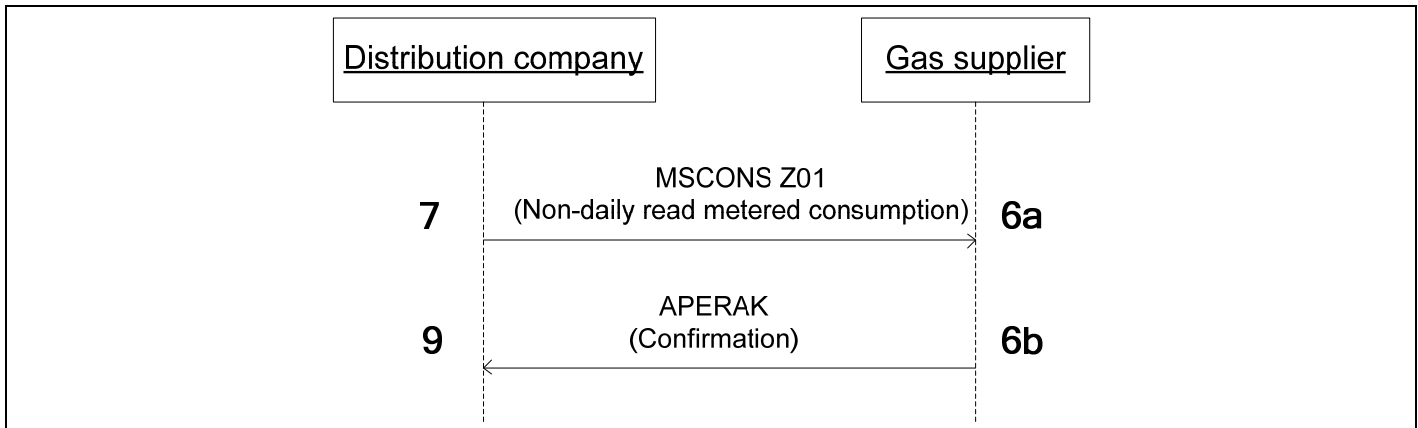 Distribution company
Gas supplier
MSCONS Z01
(Non-daily read metered consumption)
7
6a
APERAK
(Confirmation)
9
6b